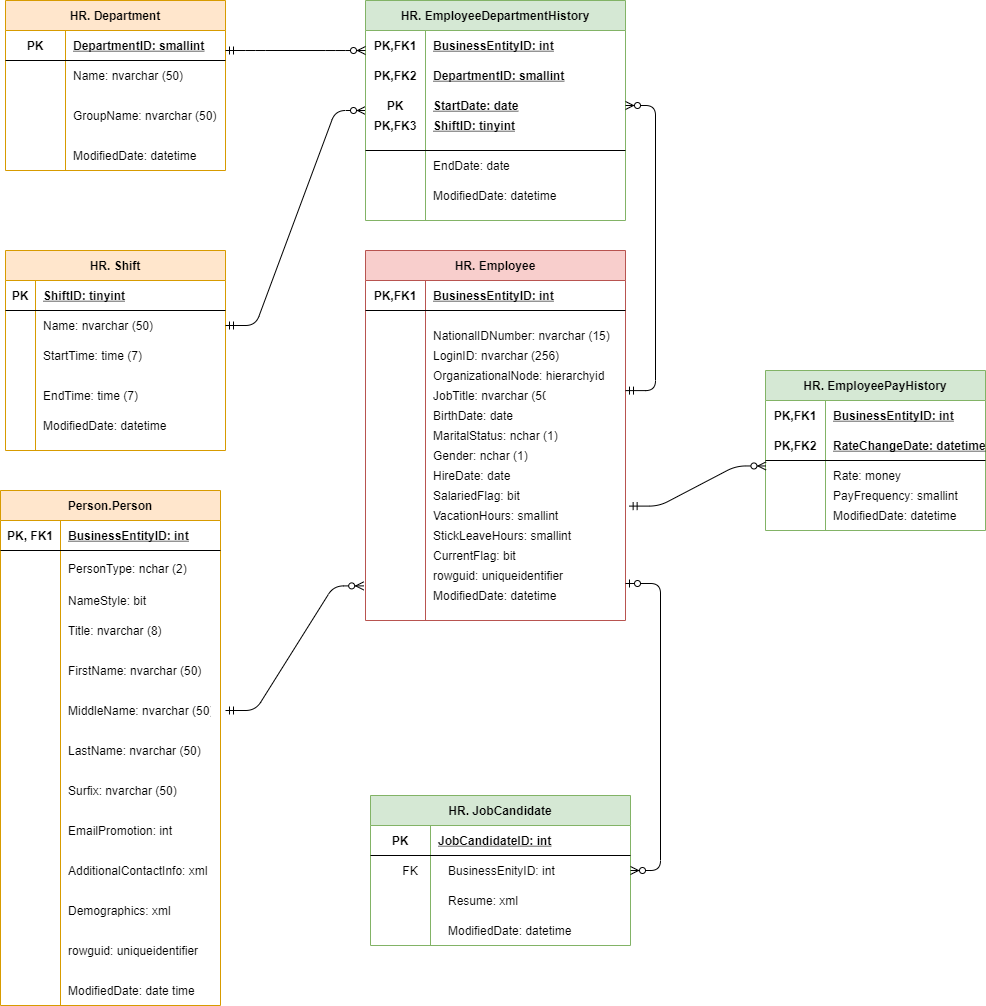 HR. Department
PK DepartmentID: smallint
Name: nvarchar (50)
GroupName: nvarchar (50)
ModifiedDate: datetime
HR. EmployeeDepartmentHistory
PK,FK1 BusinessEntityID: int
PK,FK2 DepartmentID: smallint
PK StartDate: date
PK,FK3 ShiftID: tinyint
EndDate: date
ModifiedDate: datetime
HR. Shift
PK ShiftID: tinyint
Name: nvarchar (50)
StartTime: time (7)
EndTime: time (7)
ModifiedDate: datetime
HR. Employee
PK,FK1 BusinessEntityID: int
NationalIDNumber: nvarchar (15)
LoginID: nvarchar (256)
OrganizationalNode: hierarchyid
JobTitle: nvarchar (50
BirthDate: date
MaritalStatus: nchar (1)
Gender: nchar (1)
HireDate: date
SalariedFlag: bit
VacationHours: smallint
StickLeaveHours: smallint
CurrentFlag: bit
rowguid: uniqueidentifier
ModifiedDate: datetime
HR. EmployeePayHistory
PK,FK1 BusinessEntityID: int
PK,FK2 RateChangeDate: datetime
Rate: money
PayFrequency: smallint
ModifiedDate: datetime
Person.Person
PK, FK1 BusinessEntityID: int
PersonType: nchar (2)
NameStyle: bit
Title: nvarchar (8)
FirstName: nvarchar (50)
MiddleName: nvarchar (50
LastName: nvarchar (50)
Surfix: nvarchar (50)
EmailPromotion: int
AdditionalContactInfo: xml
Demographics: xml
rowguid: uniqueidentifier
ModifiedDate: date time
HR. JobCandidate
PK JobCandidateID: int
FK BusinessEnityID: int
Resume: xml
ModifiedDate: datetime